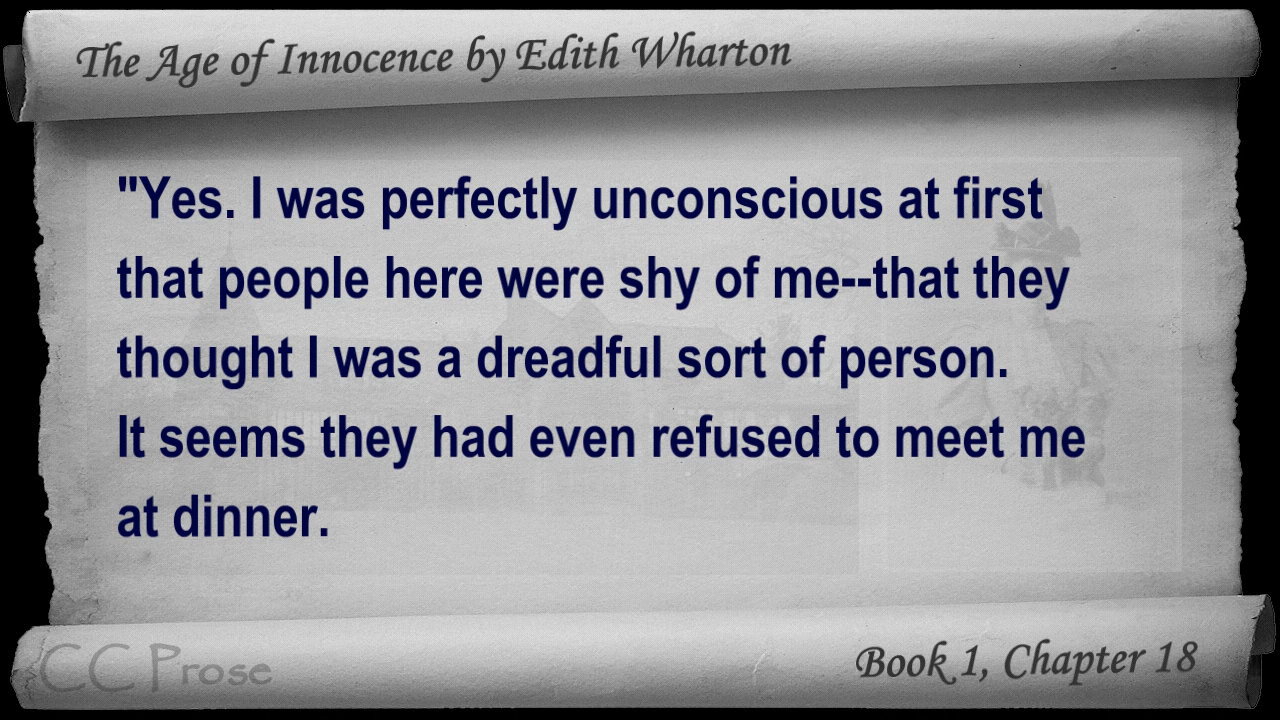 The Age of Innocence by Edith Wharton
"Yes. I was perfectly unconscious at first
that people here were shy of me--that they
thought I was a dreadful sort of person.
It seems they had even refused to meet me
at dinner.
CC Prose
Book 1, Chapter 18